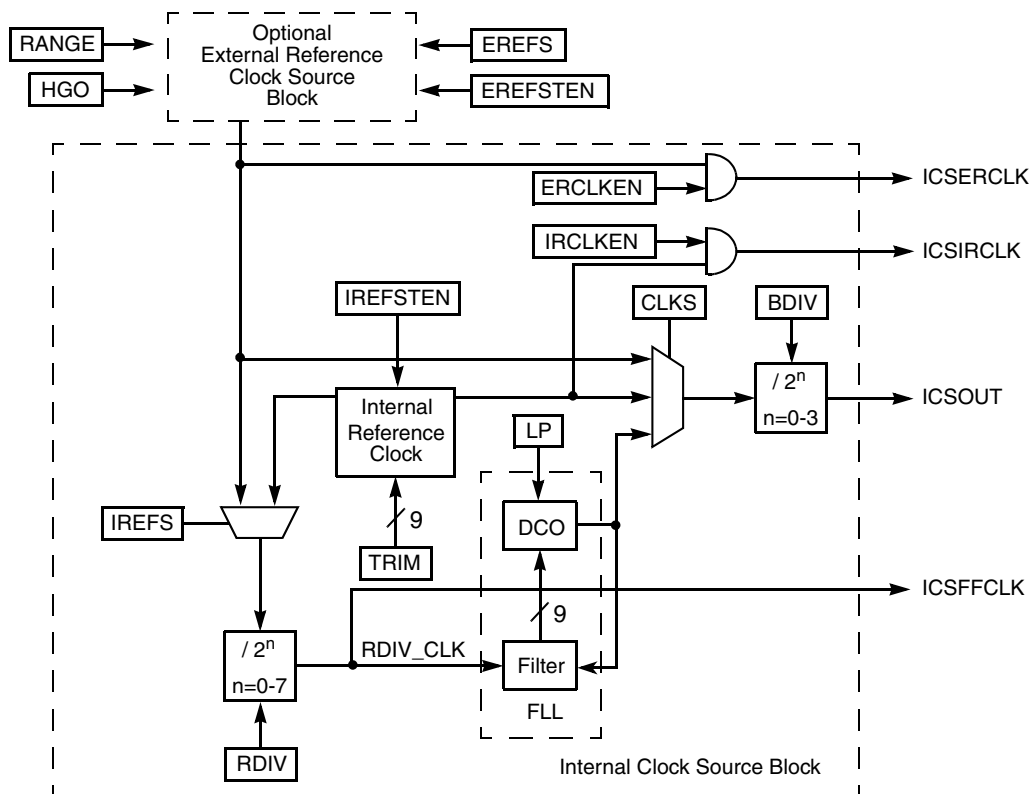 Optional
External Reference
Clock Source
Block
RANGE
HGO
EREFS
EREFSTEN
ERCLKEN
ICSERCLK
IRCLKEN
ICSIRCLK
IREFSTEN
CLKS
BDIV
Internal
Reference
Clock
/ 2ⁿ
n=0-3
ICSOUT
LP
IREFS
9
TRIM
DCO
ICSFFCLK
9
/ 2ⁿ
n=0-7
RDIV_CLK
Filter
FLL
RDIV
Internal Clock Source Block